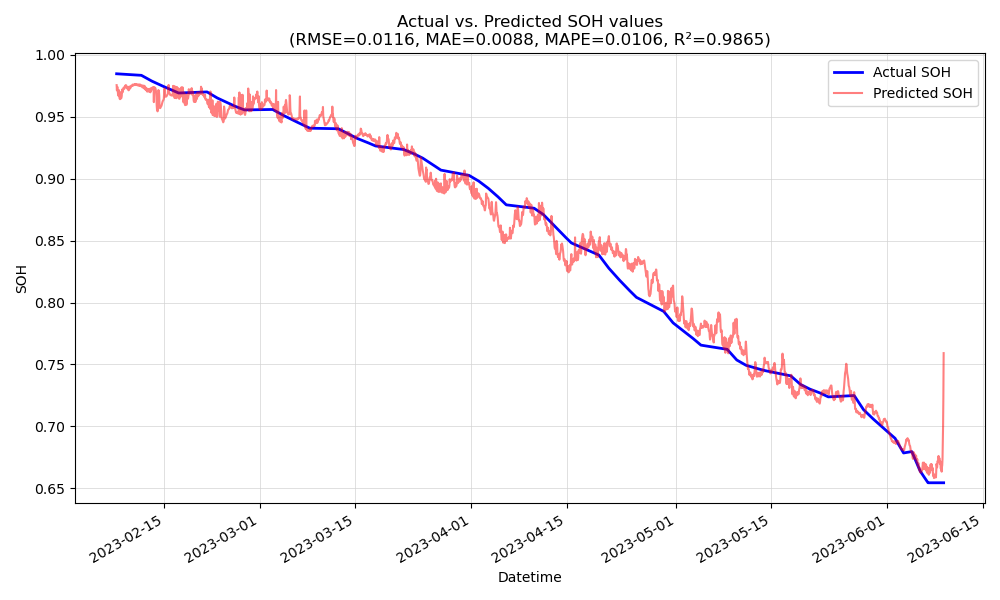 Actual vs. Predicted SOH values
(RMSE=0.0116, MAE=0.0088, MAPE=0.0106, R²=0.9865)
Actual SOH
Predicted SOH
SOH
1.00
0.95
0.90
0.85
0.80
0.75
0.70
0.65
2023-02-15
2023-03-01
2023-03-15
2023-04-01
2023-04-15
2023-05-01
2023-05-15
2023-06-01
2023-06-15
Datetime